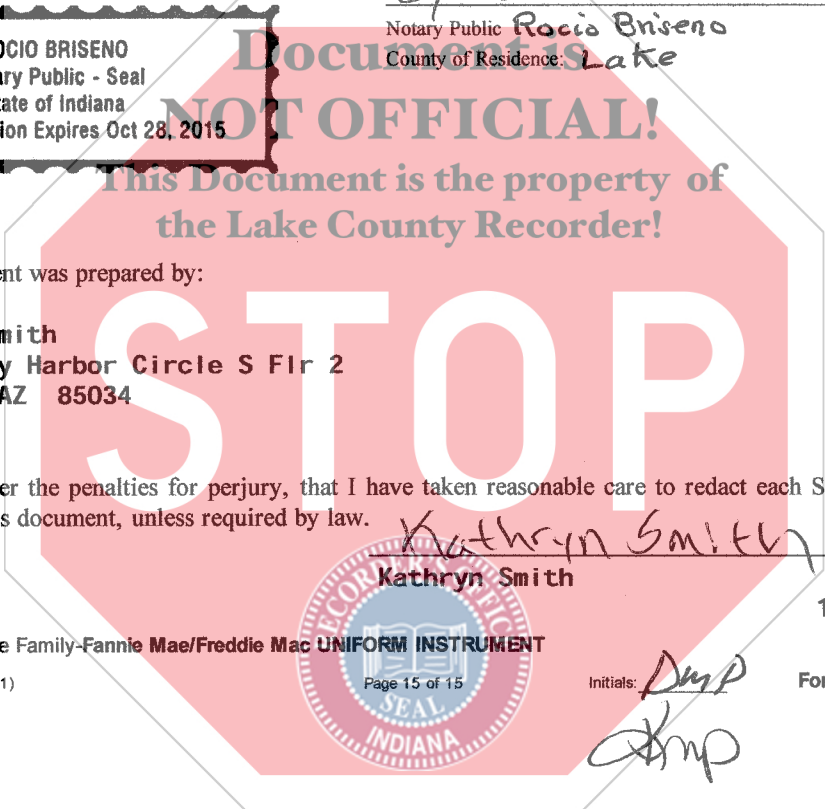 Notary Public Rocio Briseno
County of Residence: Lake
OCIO BRISENO
ary Public - Seal
ate of Indiana
ion Expires Oct 28, 2015
Document is
NOT OFFICIAL!
This Document is the property of
the Lake County Recorder!
ent was prepared by:
mith
y Harbor Circle S Flr 2
AZ 85034
STOP
er the penalties for perjury, that I have taken reasonable care to redact each S
s document, unless required by law.
Kathryn Smith
Kathryn Smith
RECORDER'S OFFICE
1
e Family-Fannie Mae/Freddie Mac UNIFORM INSTRUMENT
1)
Page 15 of 15
Initials: DMP
For
KMP
SEAL
INDIANA